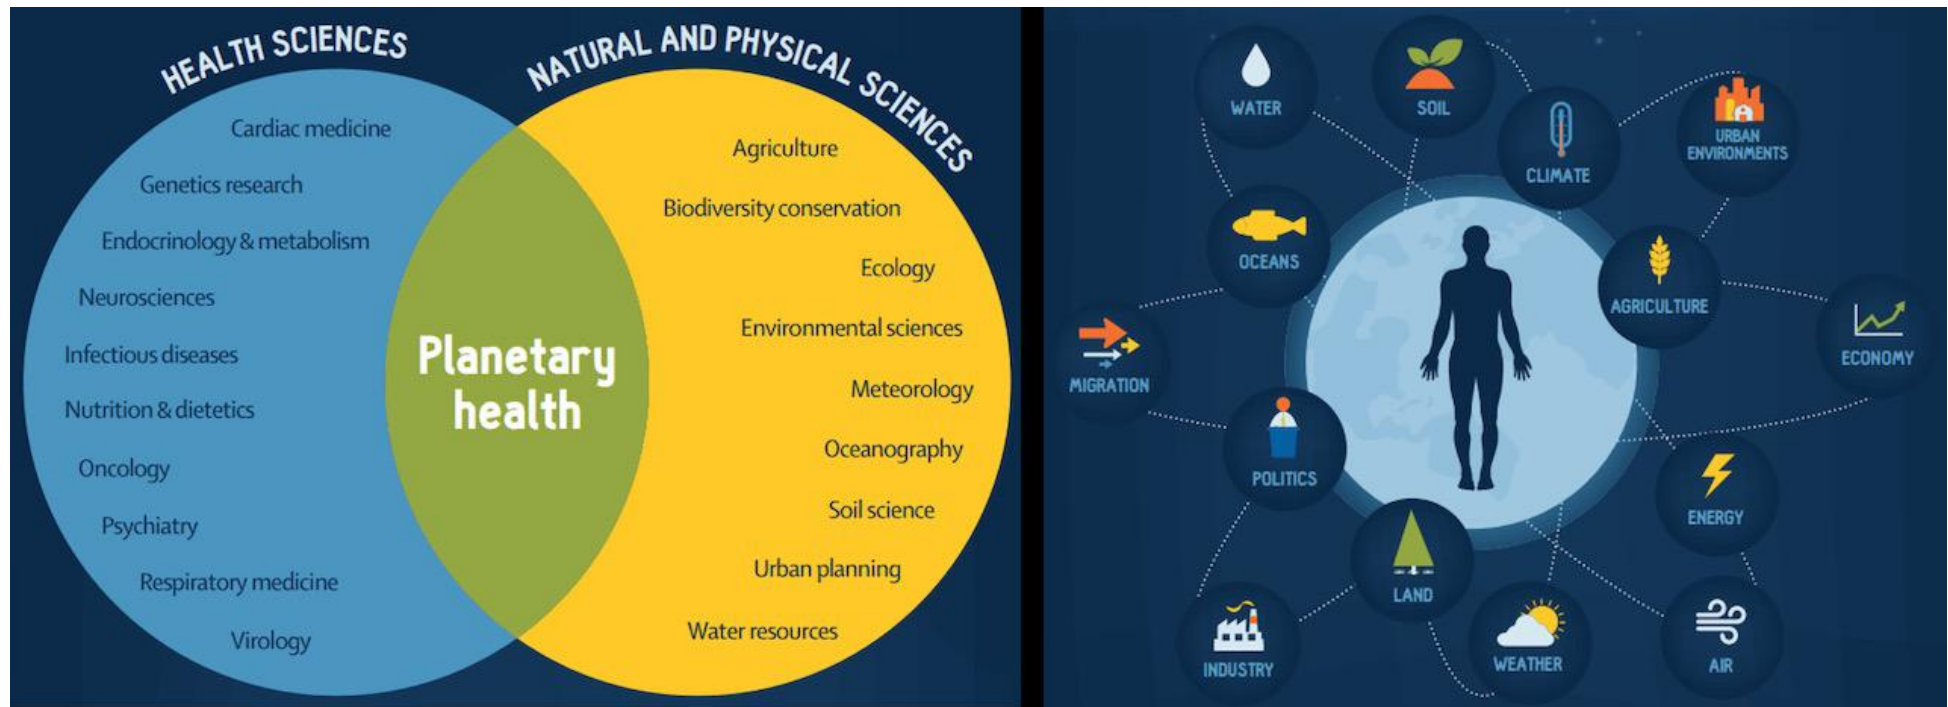 HEALTH SCIENCES
Cardiac medicine
Genetics research
Endocrinology & metabolism
Neurosciences
Infectious diseases
Nutrition & dietetics
Oncology
Psychiatry
Respiratory medicine
Virology
Planetary
health
NATURAL AND PHYSICAL SCIENCES
Agriculture
Biodiversity conservation
Ecology
Environmental sciences
Meteorology
Oceanography
Soil science
Urban planning
Water resources
WATER
SOIL
CLIMATE
URBAN
ENVIRONMENTS
OCEANS
AGRICULTURE
MIGRATION
ECONOMY
POLITICS
ENERGY
LAND
INDUSTRY
WEATHER
AIR